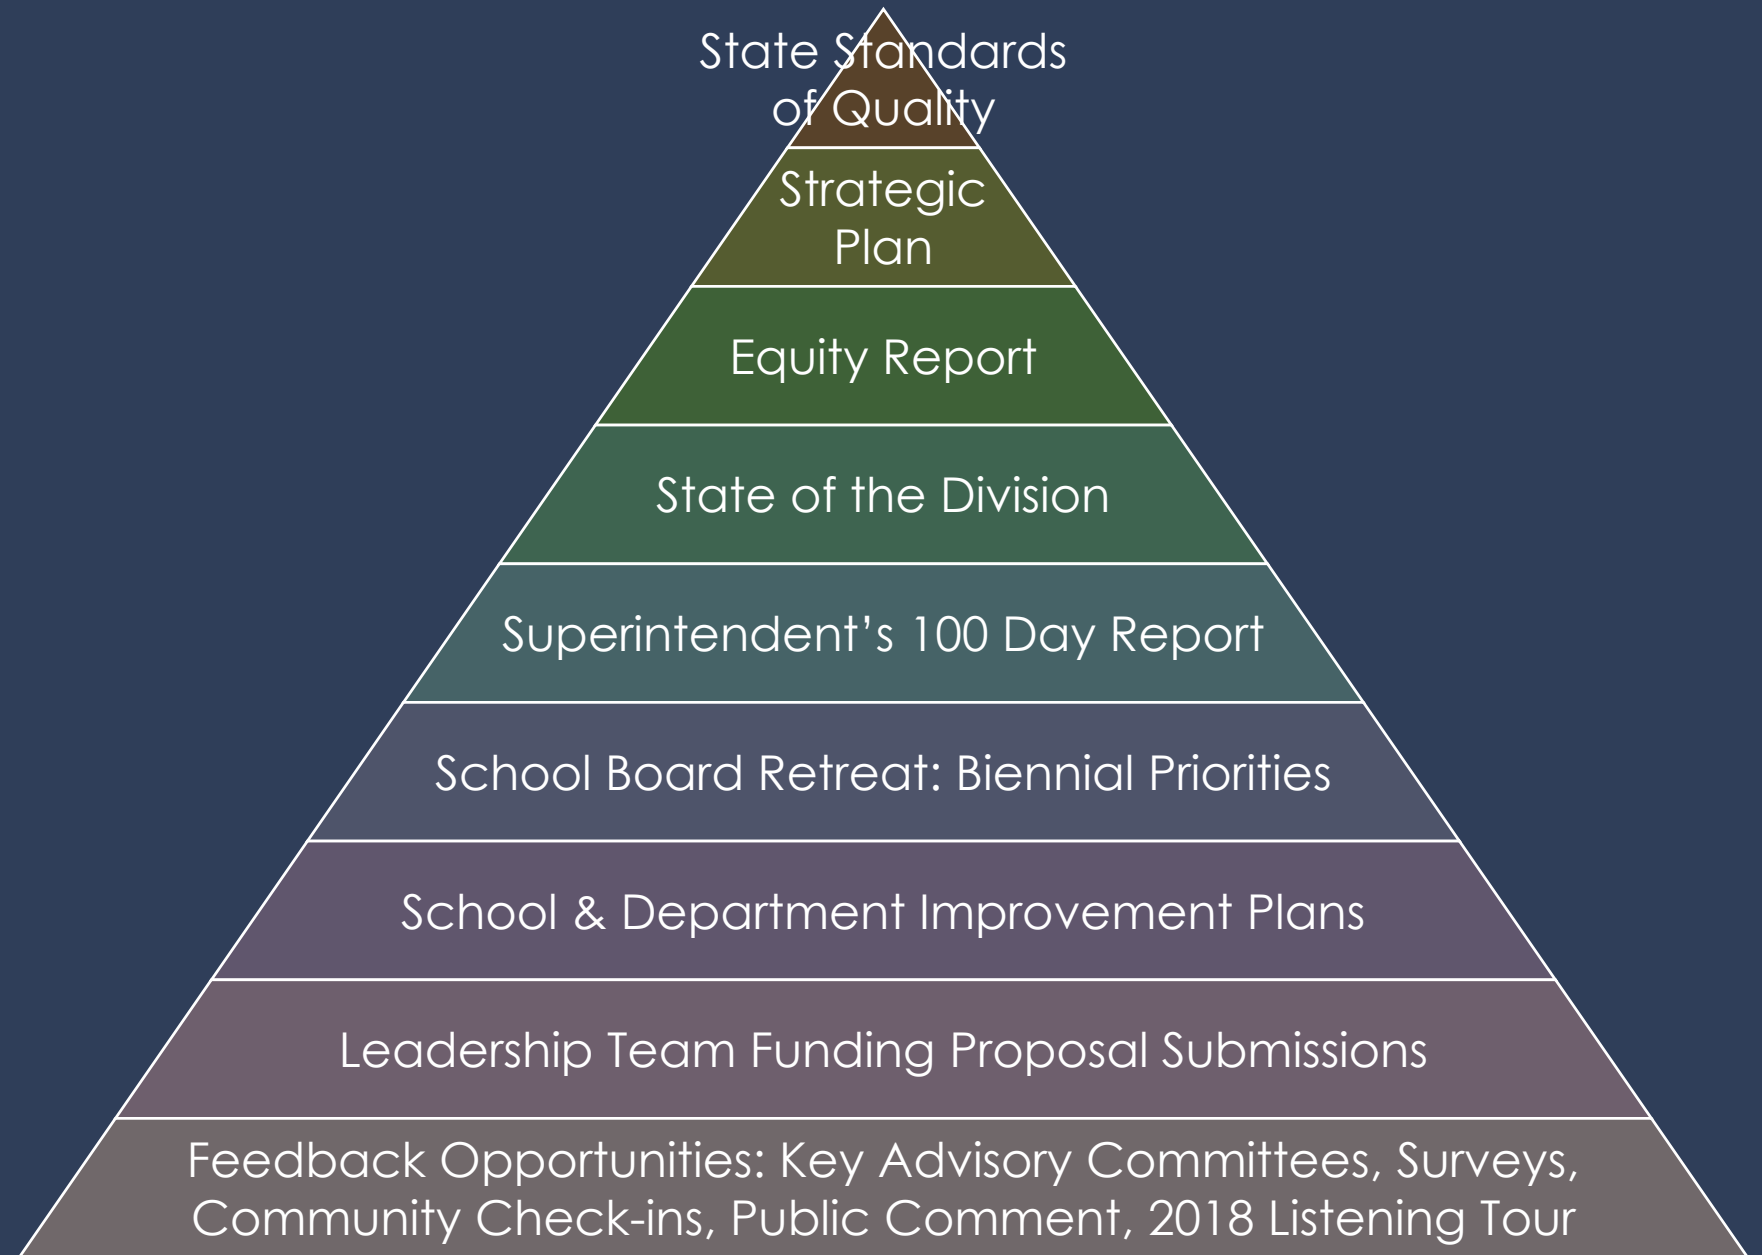 State Standards
of Quality
Strategic
Plan
Equity Report
State of the Division
Superintendent’s 100 Day Report
School Board Retreat: Biennial Priorities
School & Department Improvement Plans
Leadership Team Funding Proposal Submissions
Feedback Opportunities: Key Advisory Committees, Surveys,
Community Check-ins, Public Comment, 2018 Listening Tour